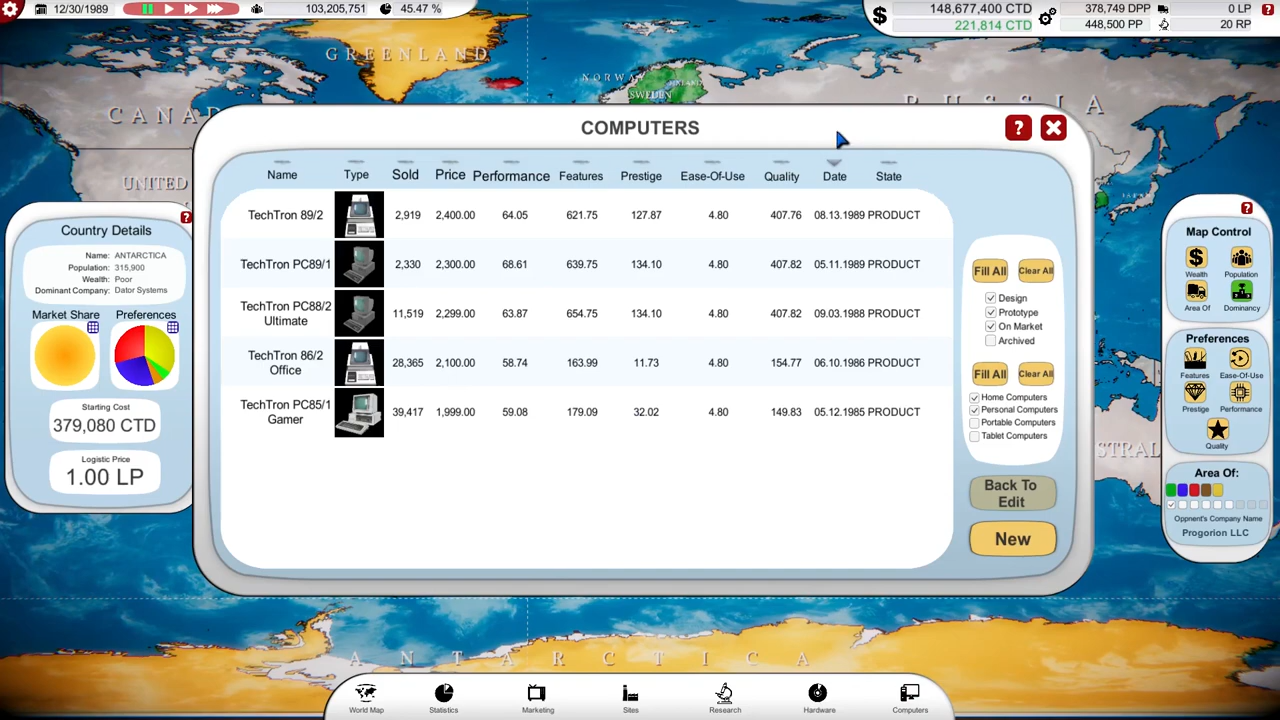 12/30/1989
103,205,751
45.47 %
148,677,400 CTD
221,814 CTD
378,749 DPP
448,500 PP
0 LP
20 RP
?
GREENLAND
NORWAY
SWEDEN
RUSSIA
UNITED
COMPUTERS
?
Name Type Sold Price Performance Features Prestige Ease-Of-Use Quality Date State
TechTron 89/2 2,919 2,400.00 64.05 621.75 127.87 4.80 407.76 08.13.1989 PRODUCT
TechTron PC89/1 2,330 2,300.00 68.61 639.75 134.10 4.80 407.82 05.11.1989 PRODUCT
TechTron PC88/2
Ultimate 11,519 2,299.00 63.87 654.75 134.10 4.80 407.82 09.03.1988 PRODUCT
TechTron 86/2
Office 28,365 2,100.00 58.74 163.99 11.73 4.80 154.77 06.10.1986 PRODUCT
TechTron PC85/1
Gamer 39,417 1,999.00 59.08 179.09 32.02 4.80 149.83 05.12.1985 PRODUCT
Fill All Clear All
Design
Prototype
On Market
Archived
Fill All Clear All
Home Computers
Personal Computers
Portable Computers
Tablet Computers
Back To
Edit
New
?
Country Details
Name: ANTARCTICA
Population: 315,900
Wealth: Poor
Dominant Company: Dator Systems
Market Share Preferences
Starting Cost
379,080 CTD
Logistic Price
1.00 LP
?
Map Control
Wealth Population
Area Of Dominancy
Preferences
Features Ease-Of-Use
Prestige Performance
Quality
Area Of:
Oppnent's Company Name
Progorion LLC
ANTARCTICA
World Map Statistics Marketing Sites Research Hardware Computers